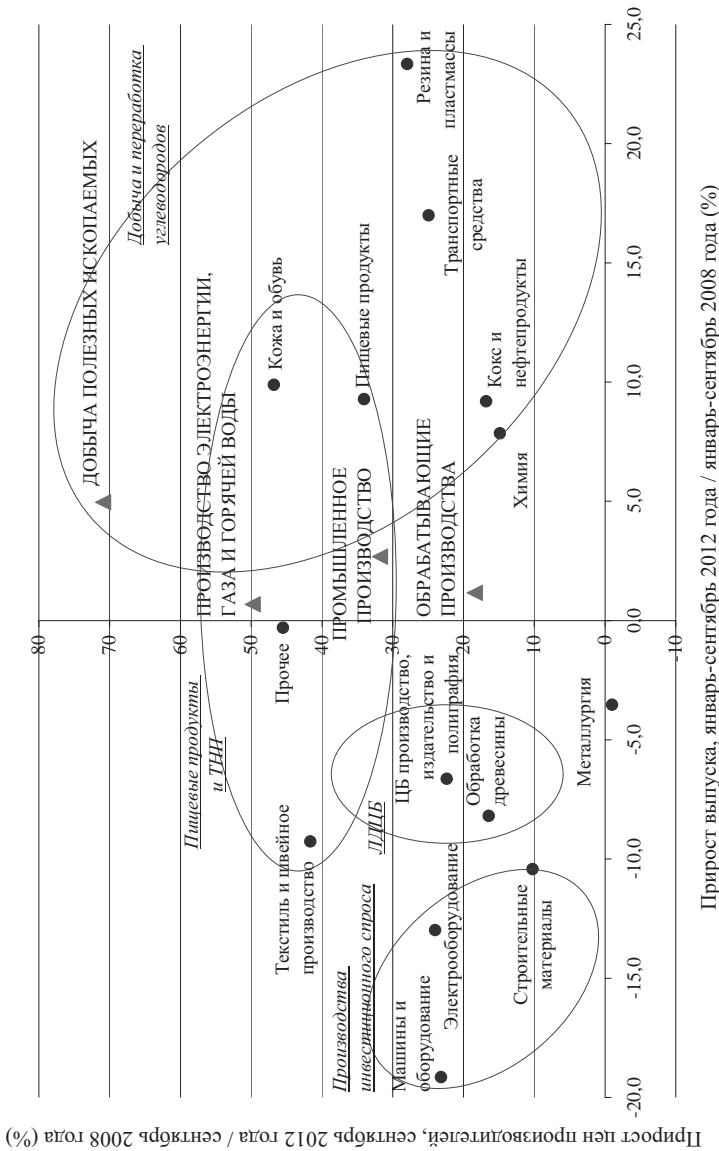 Прирост цен производителей, сентябрь 2012 года / сентябрь 2008 года (%)
80
70
60
50
40
30
20
10
0
-10
ДОБЫЧА ПОЛЕЗНЫХ ИСКОПАЕМЫХ
Добыча и переработка
углеводородов
ПРОИЗВОДСТВО ЭЛЕКТРОЭНЕРГИИ,
ГАЗА И ГОРЯЧЕЙ ВОДЫ
Пищевые продукты
и ТНП
Кожа и обувь
Прочее
Текстиль и швейное
производство
Пищевые продукты
ПРОМЫШЛЕННОЕ
ПРОИЗВОДСТВО
Производства
инвестиционного спроса
ЛДЦБ
ОБРАБАТЫВАЮЩИЕ
ПРОИЗВОДСТВА
ЦБ производство,
издательство и
полиграфия
Обработка
древесины
Машины и
оборудование
Электрооборудование
Строительные
материалы
Металлургия
Химия
Кокс и
нефтепродукты
Транспортные
средства
Резина и
пластмассы
-20,0
-15,0
-10,0
-5,0
0,0
5,0
10,0
15,0
20,0
25,0
Прирост выпуска, январь-сентябрь 2012 года / январь-сентябрь 2008 года (%)